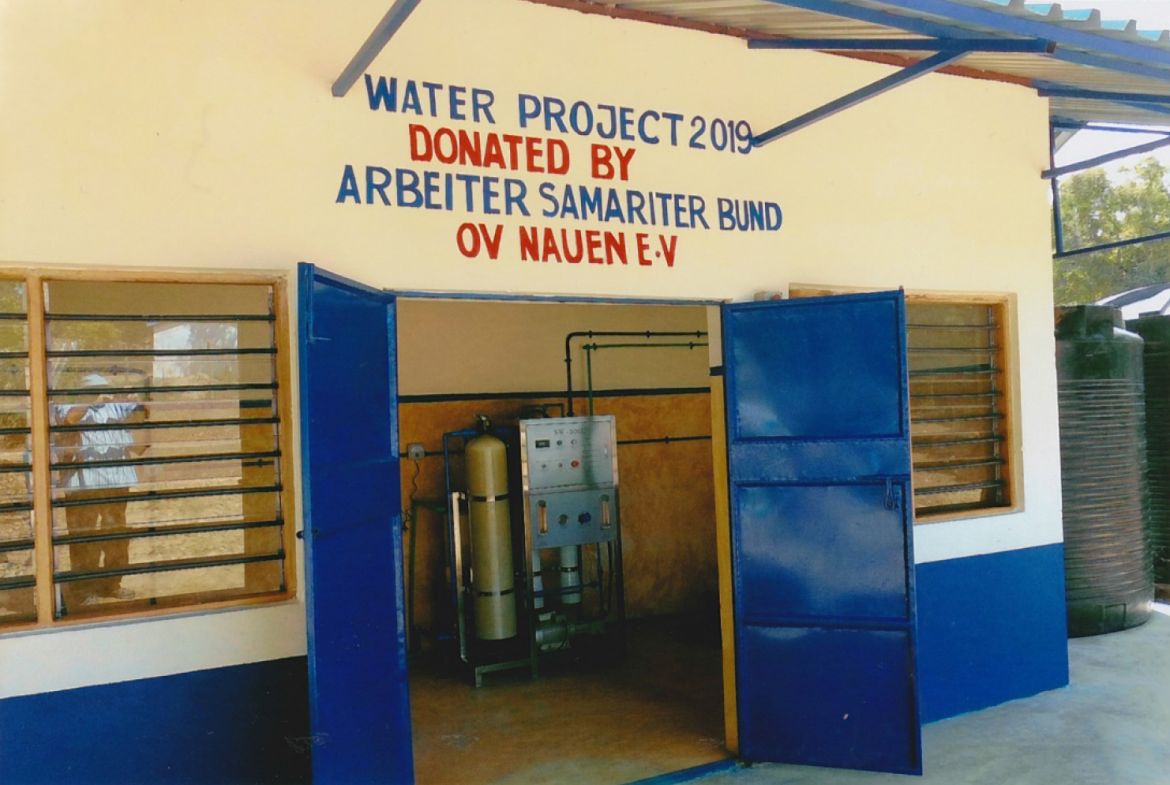 WATER PROJECT 2019
DONATED BY
ARBEITER SAMARITER BUND
OV NAUEN E.V